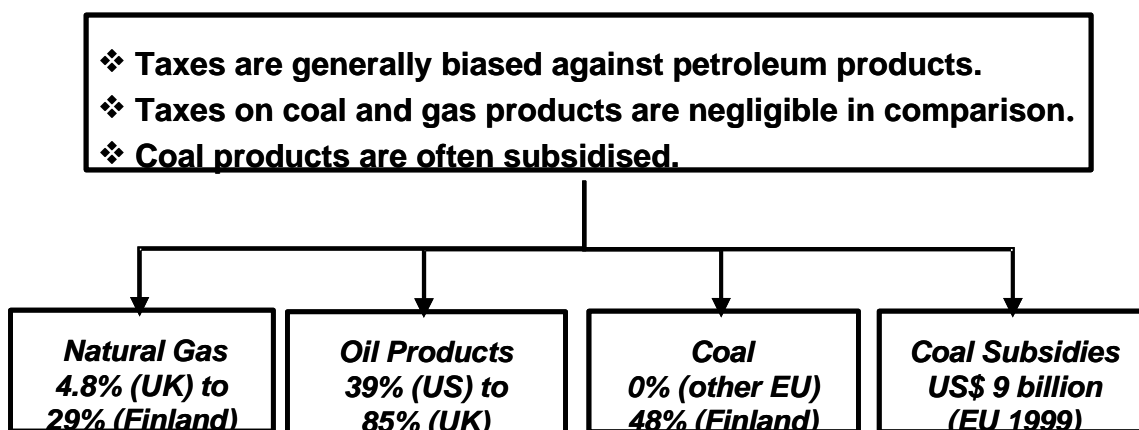 ❖ Taxes are generally biased against petroleum products.
❖ Taxes on coal and gas products are negligible in comparison.
❖ Coal products are often subsidised.
Natural Gas
4.8% (UK) to
29% (Finland)
Oil Products
39% (US) to
85% (UK)
Coal
0% (other EU)
48% (Finland)
Coal Subsidies
US$ 9 billion
(EU 1999)